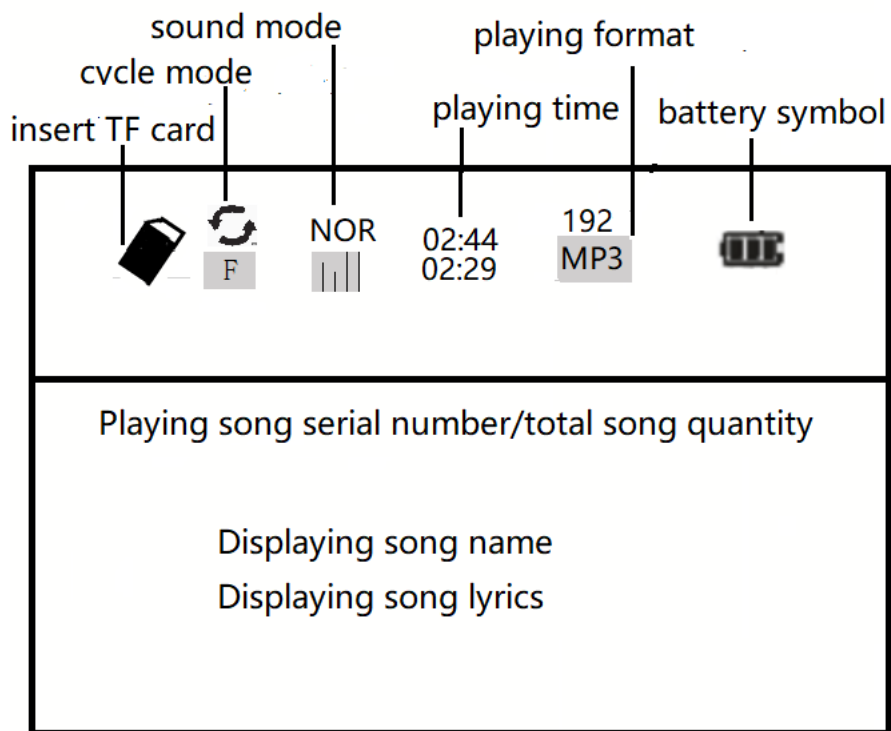 sound mode
playing format
cycle mode
playing time
battery symbol
insert TF card
NOR
02:44
02:29
192
MP3
F
Playing song serial number/total song quantity
Displaying song name
Displaying song lyrics